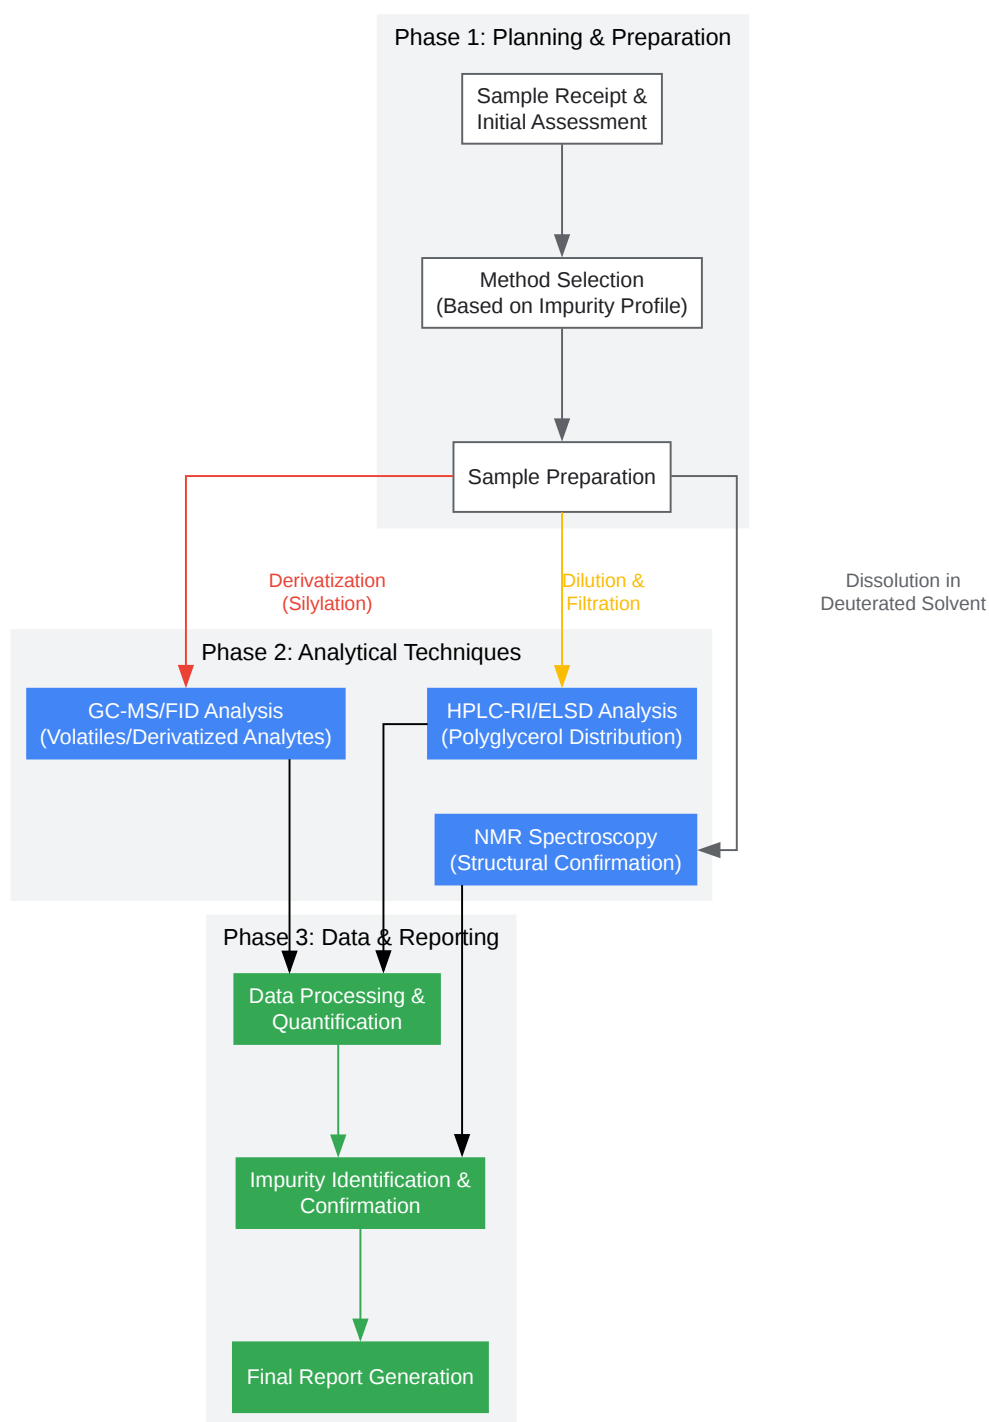 Phase 1: Planning & Preparation
Sample Receipt &
Initial Assessment
Method Selection
(Based on Impurity Profile)
Sample Preparation
Derivatization
(Silylation)
Dilution &
Filtration
Dissolution in
Deuterated Solvent
Phase 2: Analytical Techniques
GC-MS/FID Analysis
(Volatiles/Derivatized Analytes)
HPLC-RI/ELSD Analysis
(Polyglycerol Distribution)
NMR Spectroscopy
(Structural Confirmation)
Phase 3: Data & Reporting
Data Processing &
Quantification
Impurity Identification &
Confirmation
Final Report Generation